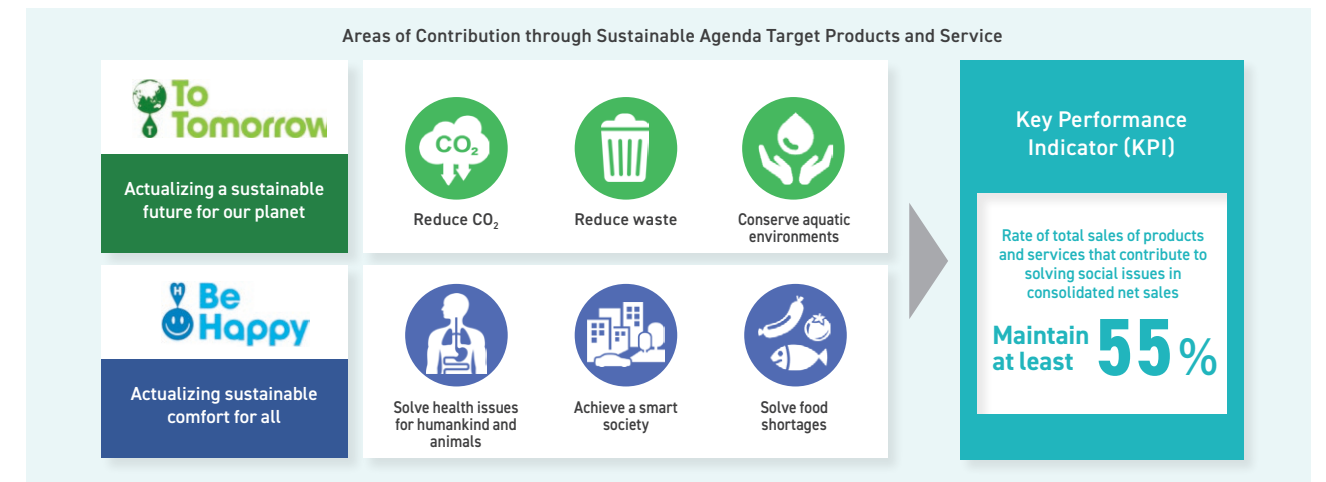 Areas of Contribution through Sustainable Agenda Target Products and Service
To
Tomorrow
T
Actualizing a sustainable
future for our planet
CO₂
Reduce CO₂
Reduce waste
Conserve aquatic
environments
H
Be
Happy
Actualizing sustainable
comfort for all
Solve health issues
for humankind and
animals
Achieve a smart
society
Solve food
shortages
Key Performance
Indicator (KPI)
Rate of total sales of products
and services that contribute to
solving social issues in
consolidated net sales
Maintain
at least
55%